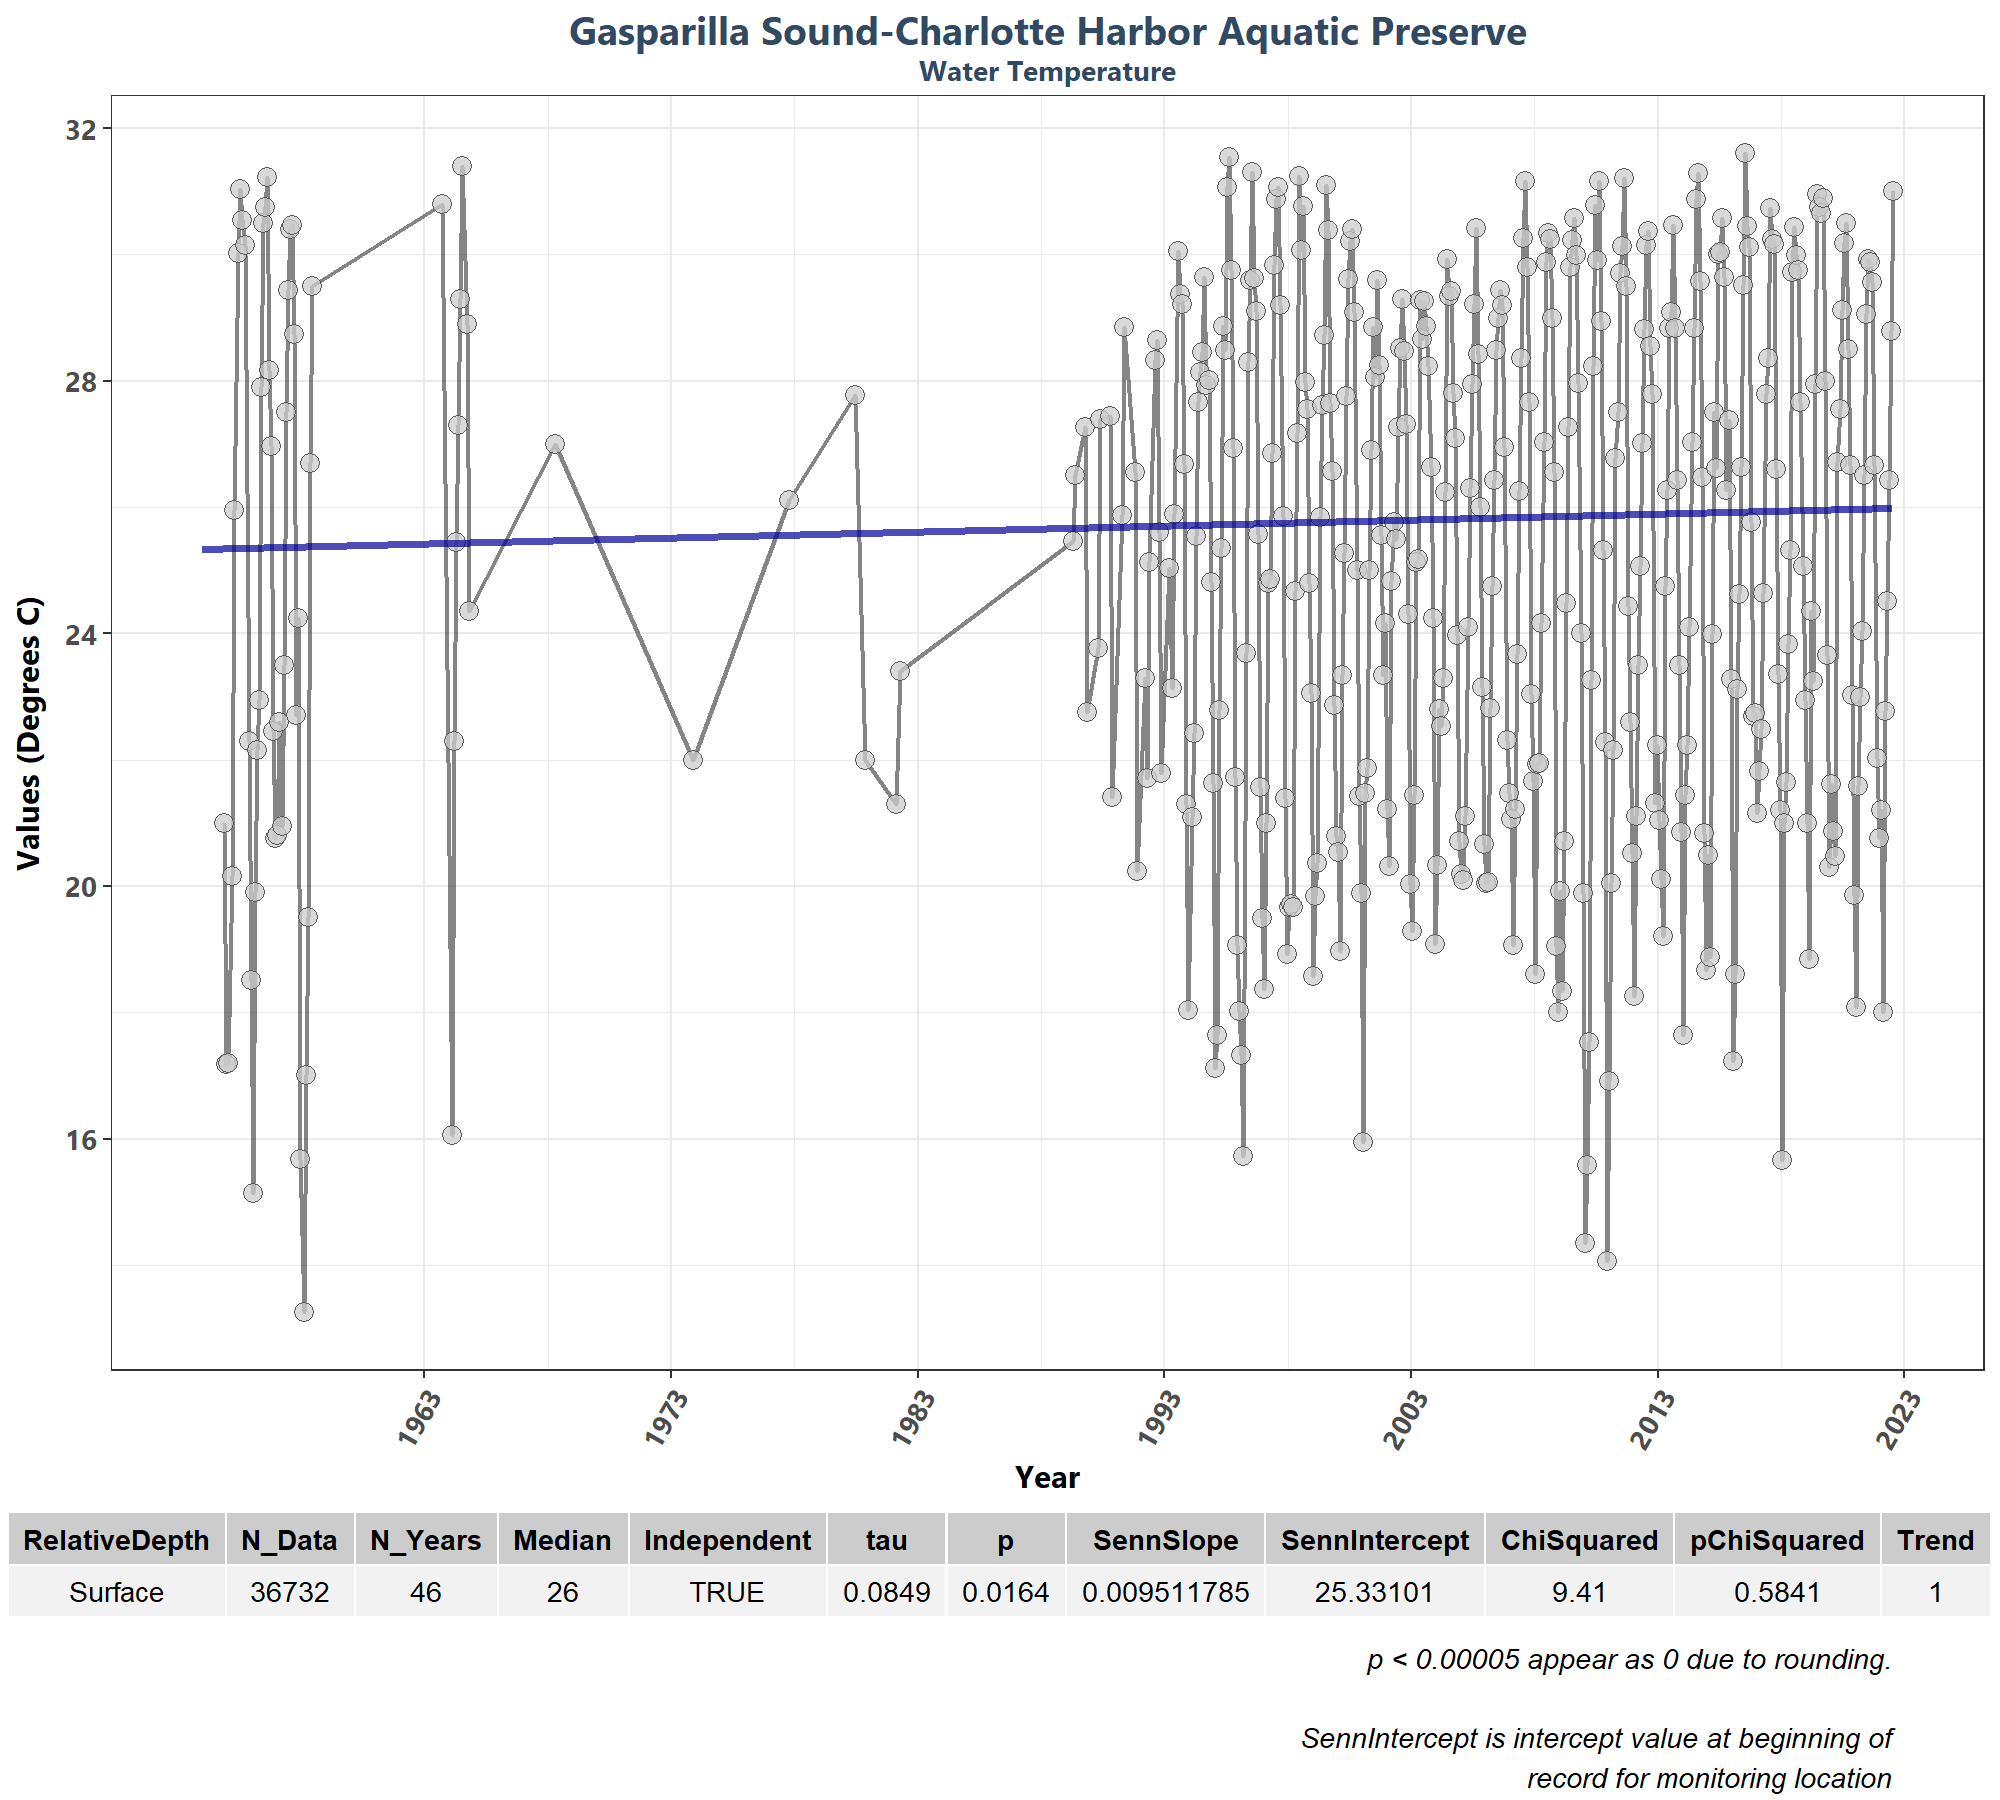 Gasparilla Sound-Charlotte Harbor Aquatic Preserve
Water Temperature
Values (Degrees C)
32
28
24
20
16
1963 1973 1983 1993 2003 2013 2023
Year
RelativeDepth N_Data N_Years Median Independent tau p SennSlope SennIntercept ChiSquared pChiSquared Trend
Surface 36732 46 26 TRUE 0.0849 0.0164 0.009511785 25.33101 9.41 0.5841 1
p < 0.00005 appear as 0 due to rounding.
SennIntercept is intercept value at beginning of
record for monitoring location